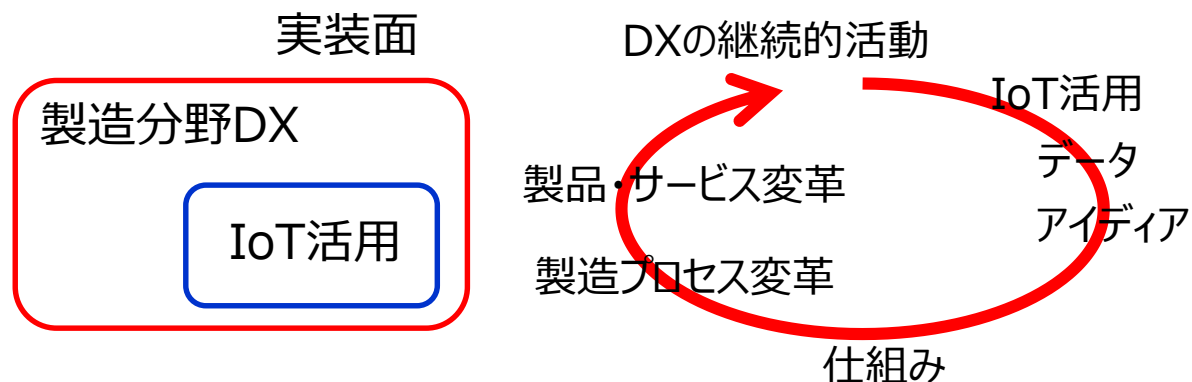 実装面
製造分野DX
IoT活用
DXの継続的活動
IoT活用
データ
アイディア
仕組み
製造プロセス変革
製品・サービス変革